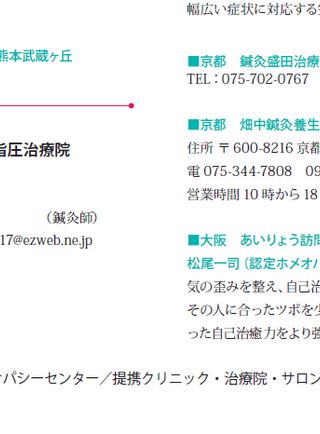 熊本武蔵ヶ丘
指圧治療院
（鍼灸師）
17@ezweb.ne.jp
幅広い症状に対応する
■京都　鍼灸盛田治療
TEL：075-702-0767
■京都　畑中鍼灸養生
住所 〒600-8216 京都
電 075-344-7808　09
営業時間 10 時から 18
■大阪　あいりょう訪問
松尾一司（認定ホメオパ
気の歪みを整え、自己治
その人に合ったツボを少
った自己治癒力をより強
パシーセンター／提携クリニック・治療院・サロン